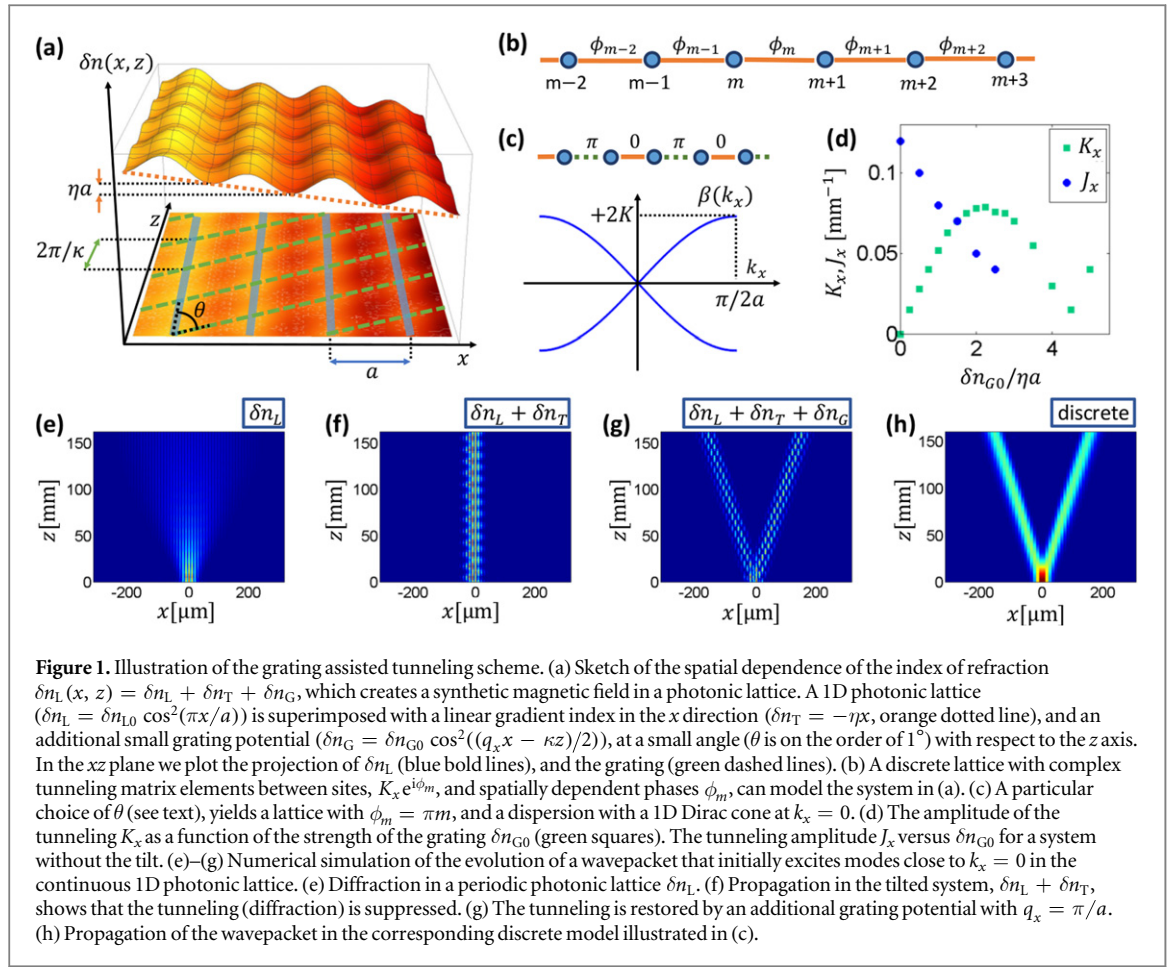 (a)
δn(x, z)
ηa
z
2π/κ
θ
a
x
(b)
ϕm−2 ϕm−1 ϕm ϕm+1 ϕm+2
m−2 m−1 m m+1 m+2 m+3
(c)
π 0 π 0
+2K β(kx)
kx
π/2a
(d)
Kx
Jx
Kx, Jx [mm−1]
0.1
0.05
0
0 2 4
δnG0/ηa
(e) δnL
z[mm]
150
100
50
0
-200 0 200
x[μm]
(f) δnL + δnT
z[mm]
150
100
50
0
-200 0 200
x[μm]
(g) δnL + δnT + δnG
z[mm]
150
100
50
0
-200 0 200
x[μm]
(h) discrete
z[mm]
150
100
50
0
-200 0 200
x[μm]
Figure 1. Illustration of the grating assisted tunneling scheme. (a) Sketch of the spatial dependence of the index of refraction
δnL(x, z) = δnL + δnT + δnG, which creates a synthetic magnetic field in a photonic lattice. A 1D photonic lattice
(δnL = δnL0 cos²(πx/a)) is superimposed with a linear gradient index in the x direction (δnT = −ηx, orange dotted line), and an
additional small grating potential (δnG = δnG0 cos²((qxx − κz)/2)), at a small angle (θ is on the order of 1°) with respect to the z axis.
In the xz plane we plot the projection of δnL (blue bold lines), and the grating (green dashed lines). (b) A discrete lattice with complex
tunneling matrix elements between sites, Kxe^iϕm, and spatially dependent phases ϕm, can model the system in (a). (c) A particular
choice of θ (see text), yields a lattice with ϕm = πm, and a dispersion with a 1D Dirac cone at kx = 0. (d) The amplitude of the
tunneling Kx as a function of the strength of the grating δnG0 (green squares). The tunneling amplitude Jx versus δnG0 for a system
without the tilt. (e)–(g) Numerical simulation of the evolution of a wavepacket that initially excites modes close to kx = 0 in the
continuous 1D photonic lattice. (e) Diffraction in a periodic photonic lattice δnL. (f) Propagation in the tilted system, δnL + δnT,
shows that the tunneling (diffraction) is suppressed. (g) The tunneling is restored by an additional grating potential with qx = π/a.
(h) Propagation of the wavepacket in the corresponding discrete model illustrated in (c).